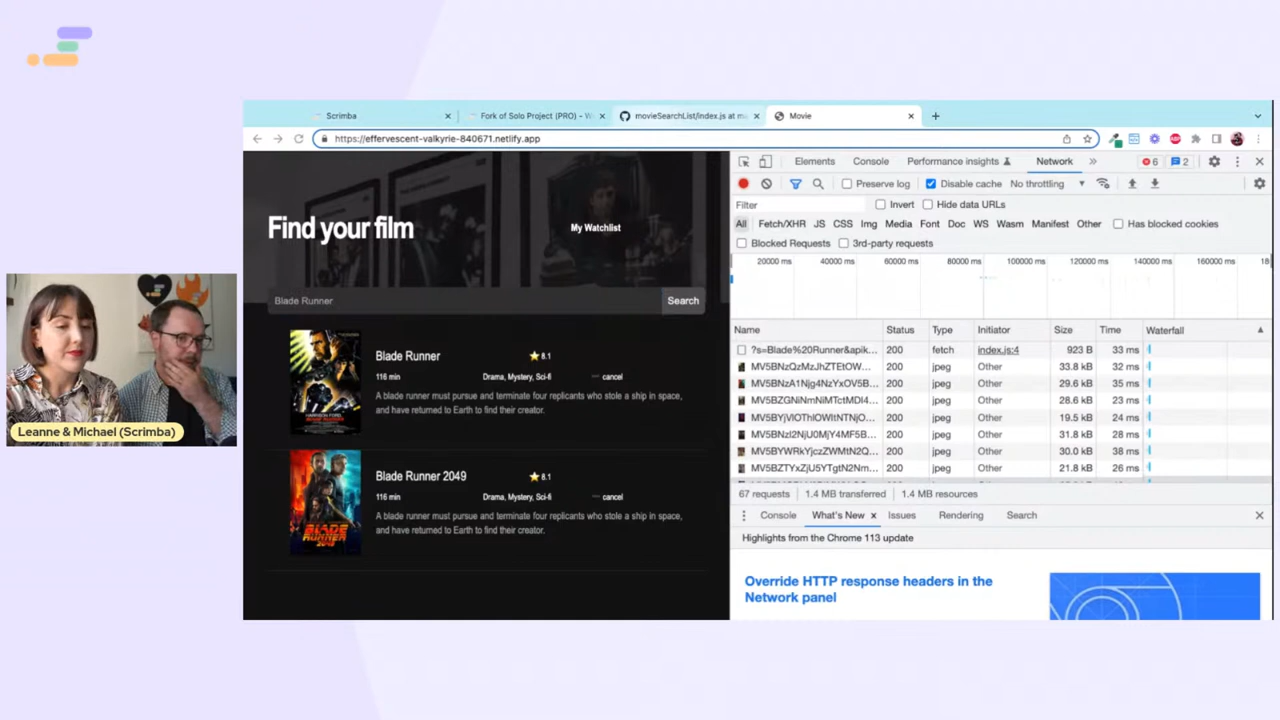 Scrimba
Fork of Solo Project (PRO) - W
movieSearchList/index.js at ma
Movie
https://effervescent-valkyrie-840671.netlify.app
Elements Console Performance insights Network 6 2
Preserve log Disable cache No throttling
Filter Invert Hide data URLs
All Fetch/XHR JS CSS Img Media Font Doc WS Wasm Manifest Other Has blocked cookies
Blocked Requests 3rd-party requests
20000 ms 40000 ms 60000 ms 80000 ms 100000 ms 120000 ms 140000 ms 160000 ms 18
Find your film
My Watchlist
Blade Runner
Search
Blade Runner
8.1
116 min
Drama, Mystery, Sci-fi
cancel
A blade runner must pursue and terminate four replicants who stole a ship in space,
and have returned to Earth to find their creator.
HARRISON FORD
Blade Runner 2049
8.1
116 min
Drama, Mystery, Sci-fi
cancel
A blade runner must pursue and terminate four replicants who stole a ship in space,
and have returned to Earth to find their creator.
BLADE
RUNNER
2049
Name Status Type Initiator Size Time Waterfall
?s=Blade%20Runner&apik... 200 fetch index.js:4 923 B 33 ms
MV5BNzQzMzJhZTEtOW... 200 jpeg Other 33.8 kB 32 ms
MV5BNzA1Njg4NzYxOV5B... 200 jpeg Other 29.6 kB 35 ms
MV5BZGNiNmNiMTctMDI4... 200 jpeg Other 28.6 kB 23 ms
MV5BYjViOThlOWItNTNjO... 200 jpeg Other 19.5 kB 24 ms
MV5BNzI2NjU0MjY4MF5B... 200 jpeg Other 31.8 kB 28 ms
MV5BYWRkYjczZWMtN2Q... 200 jpeg Other 30.0 kB 38 ms
MV5BZTYxZjU5YTgtN2Nm... 200 jpeg Other 21.8 kB 26 ms
67 requests 1.4 MB transferred 1.4 MB resources
Console What's New Issues Rendering Search
Highlights from the Chrome 113 update
Override HTTP response headers in the
Network panel
Leanne & Michael (Scrimba)